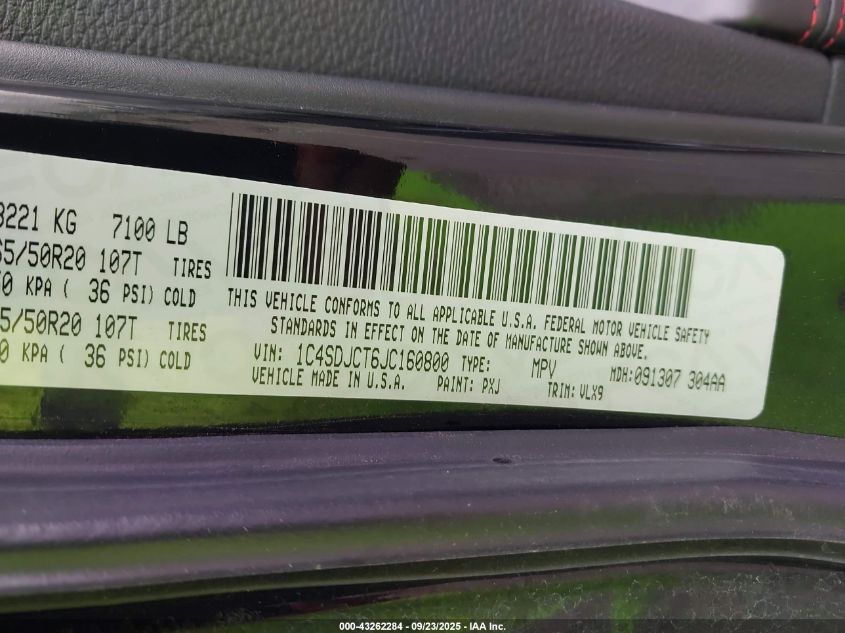 3221 KG 7100 LB
65/50R20 107T TIRES
0 KPA ( 36 PSI) COLD
5/50R20 107T TIRES
0 KPA ( 36 PSI) COLD
THIS VEHICLE CONFORMS TO ALL APPLICABLE U.S.A. FEDERAL MOTOR VEHICLE SAFETY
STANDARDS IN EFFECT ON THE DATE OF MANUFACTURE SHOWN ABOVE.
VIN: 1C4SDJCT6JC160800 TYPE: MPV MDH:091307 304AA
VEHICLE MADE IN U.S.A. PAINT: PXJ TRIM: VLX9
000-43262284 - 09/23/2025 - IAA Inc.